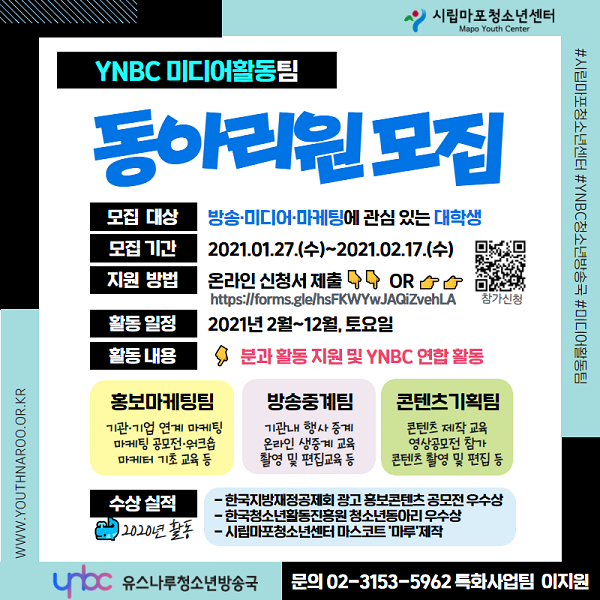 시립마포청소년센터
Mapo Youth Center
YNBC 미디어활동팀
동아리원 모집
모집 대상 방송·미디어·마케팅에 관심 있는 대학생
모집 기간 2021.01.27.(수)~2021.02.17.(수)
지원 방법 온라인 신청서 제출 👇👇 OR 👉👉
https://forms.gle/hsFKWYwJAQiZvehLA
참가신청
활동 일정 2021년 2월~12월, 토요일
활동 내용 👇 분과 활동 지원 및 YNBC 연합 활동
홍보마케팅팀
기관·기업 연계 마케팅
마케팅 공모전·워크숍
마케터 기초 교육 등
방송중계팀
기관내 행사 중계
온라인 생중계 교육
촬영 및 편집교육 등
콘텐츠기획팀
콘텐츠 제작 교육
영상공모전 참가
콘텐츠 촬영 및 편집 등
수상 실적
2020년 활동
- 한국지방재정공제회 광고 홍보콘텐츠 공모전 우수상
- 한국청소년활동진흥원 청소년동아리 우수상
- 시립마포청소년센터 마스코트 '마루'제작
ynbc 유스나루청소년방송국
문의 02-3153-5962 특화사업팀 이지원
WWW.YOUTHNAROO.OR.KR
#시립마포청소년센터 #YNBC청소년방송국 #미디어활동팀